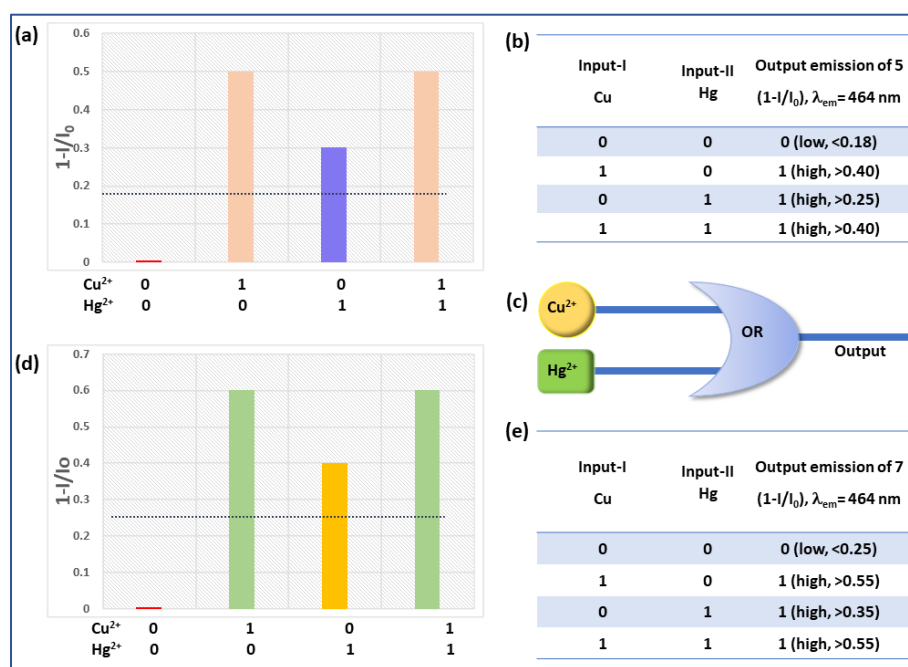 (a)
1-I/I₀
0.6
0.5
0.4
0.3
0.2
0.1
0
Cu²⁺ 0 1 0 1
Hg²⁺ 0 0 1 1
(b)
Input-I Input-II Output emission of 5
Cu Hg (1-I/I₀), λem= 464 nm
0 0 0 (low, <0.18)
1 0 1 (high, >0.40)
0 1 1 (high, >0.25)
1 1 1 (high, >0.40)
(c)
Cu²⁺
OR
Output
Hg²⁺
(d)
1-I/Io
0.7
0.6
0.5
0.4
0.3
0.2
0.1
0
Cu²⁺ 0 1 0 1
Hg²⁺ 0 0 1 1
(e)
Input-I Input-II Output emission of 7
Cu Hg (1-I/I₀), λem= 464 nm
0 0 0 (low, <0.25)
1 0 1 (high, >0.55)
0 1 1 (high, >0.35)
1 1 1 (high, >0.55)